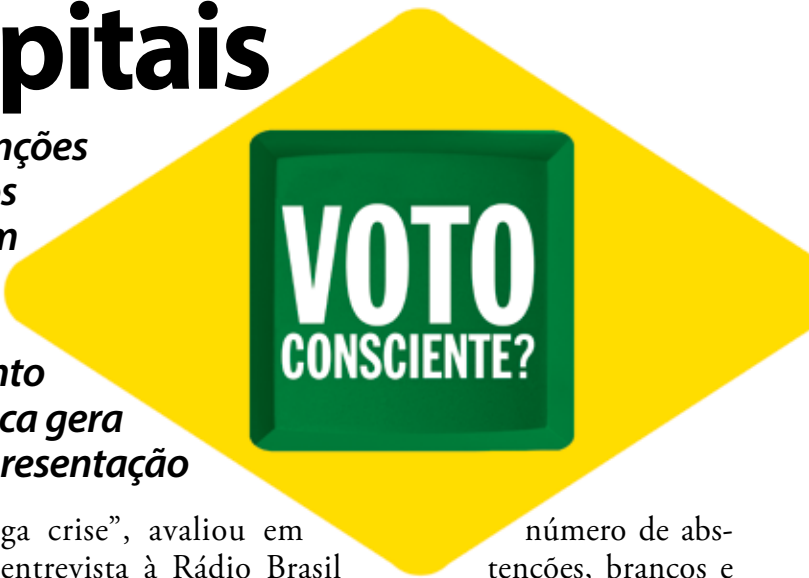 pitais
nções
os
m
nto
ca gera
resentação
VOTO
CONSCIENTE?
ga crise”, avaliou em
entrevista à Rádio Brasil
número de abs-
tenções, brancos e